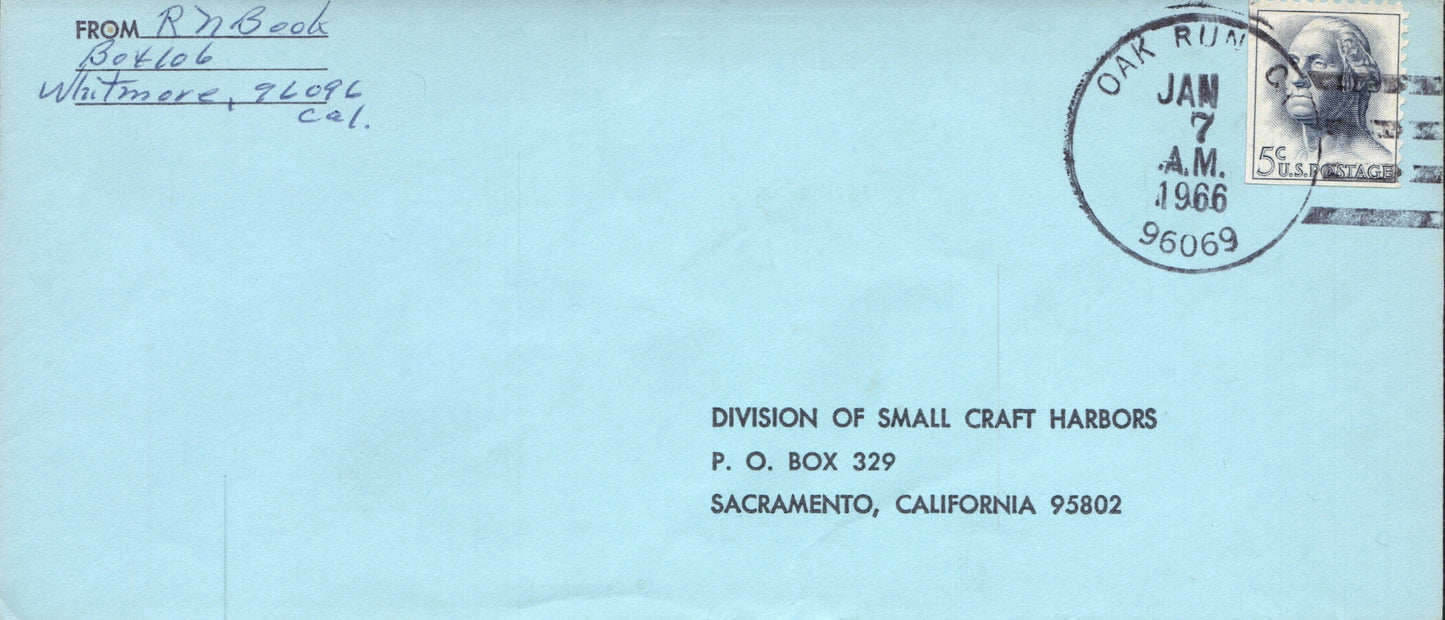 FROM R N Book
Box 106
Whitmore, 96096
Cal.
OAK RUN, CA
JAN
7
A.M.
1966
96069
5c
U.S. POSTAGE
DIVISION OF SMALL CRAFT HARBORS
P. O. BOX 329
SACRAMENTO, CALIFORNIA 95802